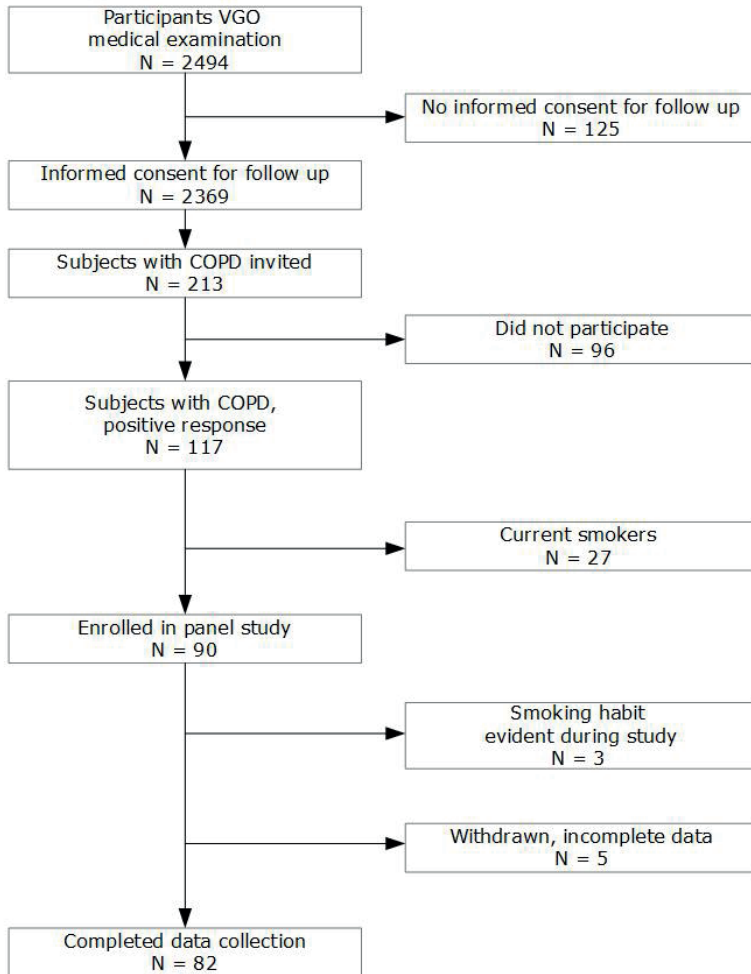 Participants VGO
medical examination
N = 2494
No informed consent for follow up
N = 125
Informed consent for follow up
N = 2369
Subjects with COPD invited
N = 213
Did not participate
N = 96
Subjects with COPD,
positive response
N = 117
Current smokers
N = 27
Enrolled in panel study
N = 90
Smoking habit
evident during study
N = 3
Withdrawn, incomplete data
N = 5
Completed data collection
N = 82